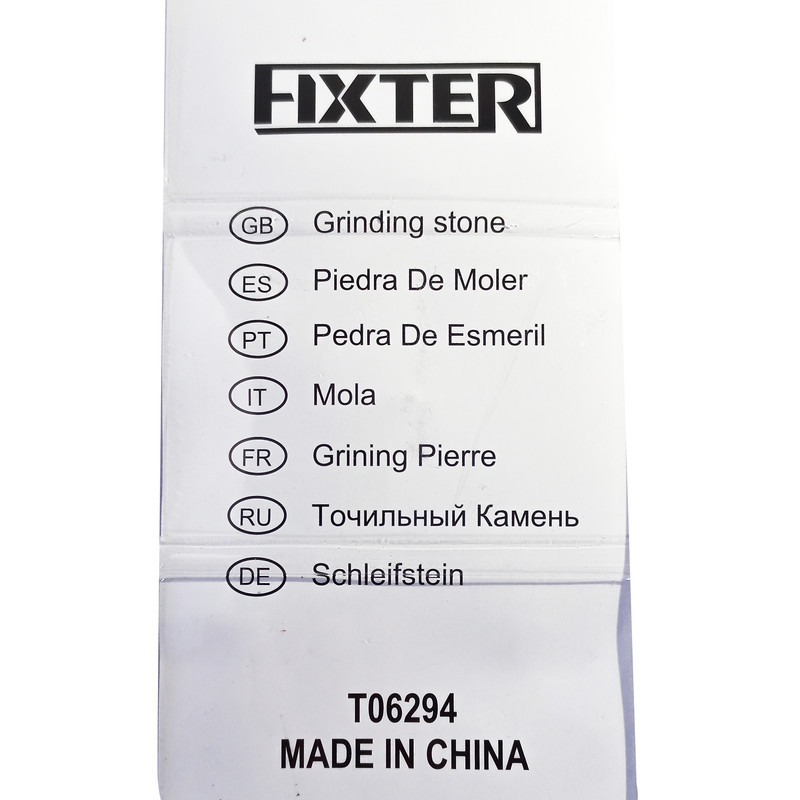 FIXTER
GB Grinding stone
ES Piedra De Moler
PT Pedra De Esmeril
IT Mola
FR Grining Pierre
RU Точильный Камень
DE Schleifstein
T06294
MADE IN CHINA